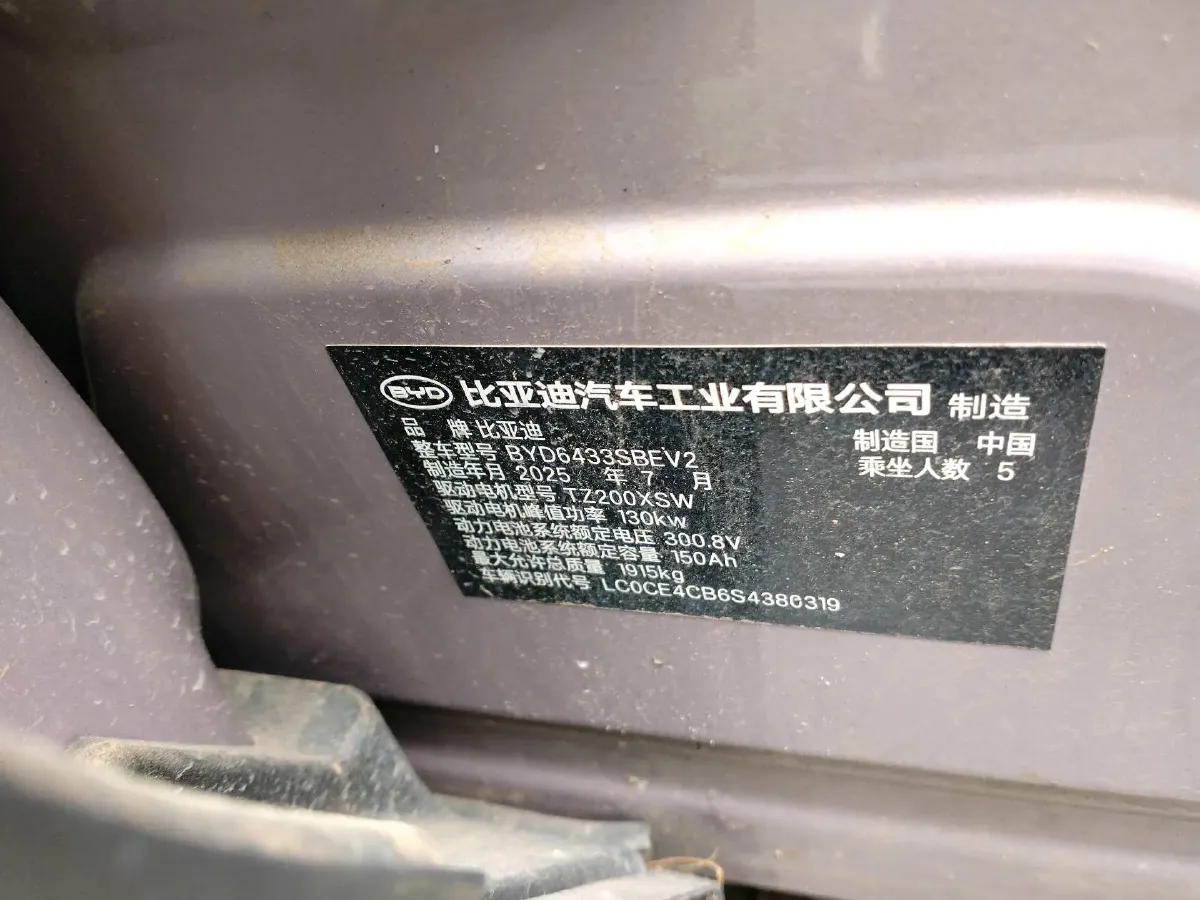 BYD 比亚迪汽车工业有限公司 制造
品 牌 比亚迪
制造国 中国
整车型号 BYD6433SBEV2
乘坐人数 5
制造年月 2025 年 7 月
驱动电机型号 TZ200XSW
驱动电机峰值功率 130kW
动力电池系统额定电压 300.8V
动力电池系统额定容量 150Ah
最大允许总质量 1915kg
车辆识别代号 LC0CE4CB6S4380319